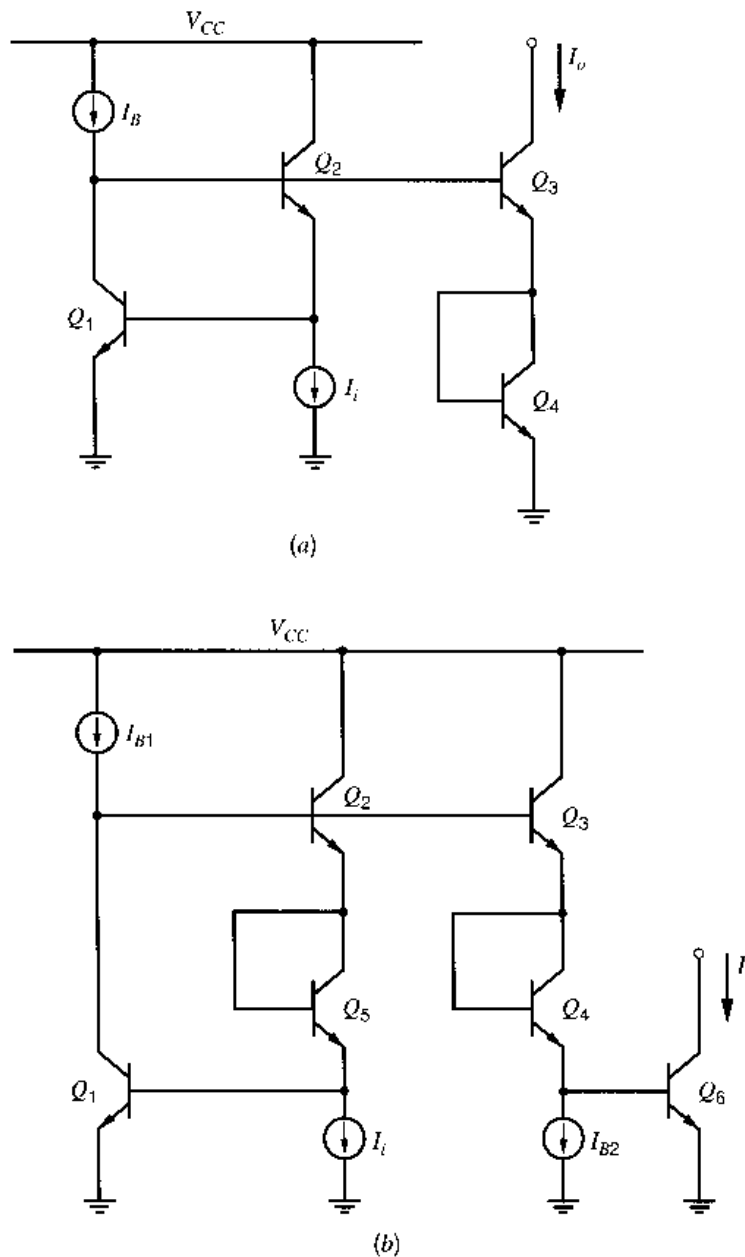 V_CC
I_o
I_B
Q_2
Q_3
Q_1
I_i
Q_4
(a)
V_CC
I_B1
Q_2
Q_3
I
Q_5
Q_4
Q_1
Q_6
I_i
I_B2
(b)